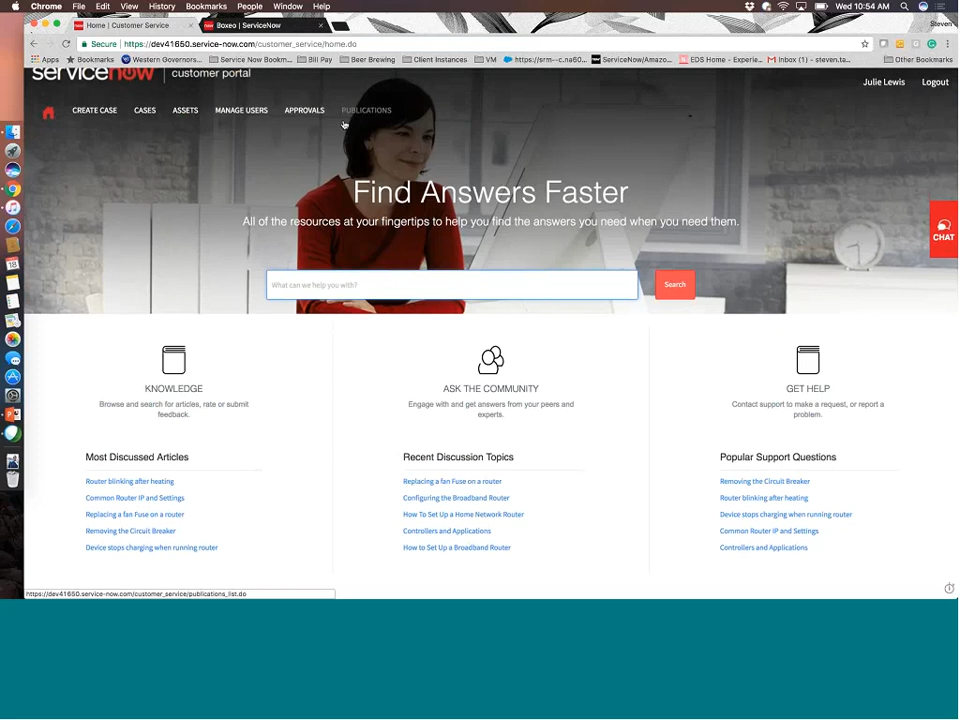 Chrome File Edit View History Bookmarks People Window Help Wed 10:54 AM
Home | Customer Service Boxeo | ServiceNow Steven
Secure https://dev41650.service-now.com/customer_service/home.do
Apps Bookmarks Western Governors... Service Now Bookm... Bill Pay Beer Brewing Client Instances VM https://srm--c.na60... ServiceNow/Amazo... EDS Home - Experie... Inbox (1) - steven.ta... Other Bookmarks
servicenow customer portal
Julie Lewis Logout
CREATE CASE CASES ASSETS MANAGE USERS APPROVALS PUBLICATIONS
Find Answers Faster
All of the resources at your fingertips to help you find the answers you need when you need them.
CHAT
What can we help you with? Search
KNOWLEDGE
Browse and search for articles, rate or submit
feedback.
ASK THE COMMUNITY
Engage with and get answers from your peers and
experts.
GET HELP
Contact support to make a request, or report a
problem.
Most Discussed Articles
Router blinking after heating
Common Router IP and Settings
Replacing a fan Fuse on a router
Removing the Circuit Breaker
Device stops charging when running router
Recent Discussion Topics
Replacing a fan Fuse on a router
Configuring the Broadband Router
How To Set Up a Home Network Router
Controllers and Applications
How to Set Up a Broadband Router
Popular Support Questions
Removing the Circuit Breaker
Router blinking after heating
Device stops charging when running router
Common Router IP and Settings
Controllers and Applications
https://dev41650.service-now.com/customer_service/publications_list.do